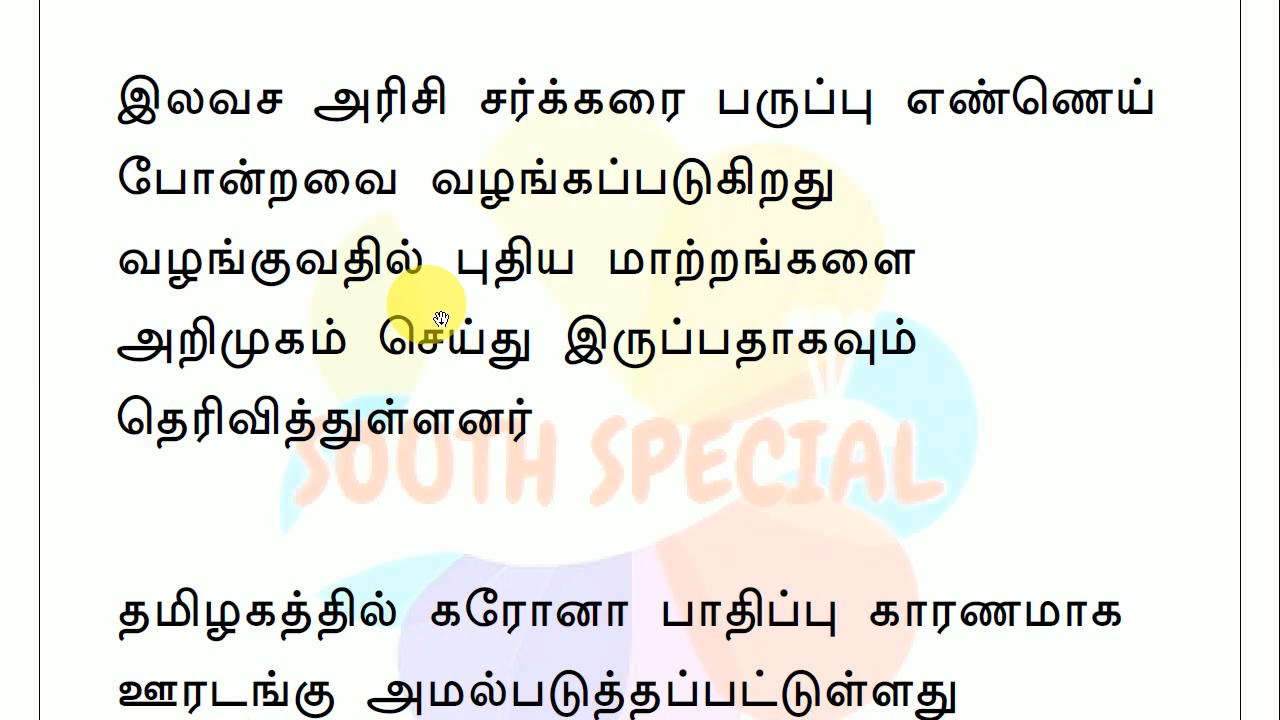 இலவச அரிசி சர்க்கரை பருப்பு எண்ணெய்
போன்றவை வழங்கப்படுகிறது
வழங்குவதில் புதிய மாற்றங்களை
அறிமுகம் செய்து இருப்பதாகவும்
தெரிவித்துள்ளனர்
SOUTH SPECIAL
தமிழகத்தில் கரோனா பாதிப்பு காரணமாக
ஊரடங்கு அமல்படுத்தப்பட்டுள்ளது